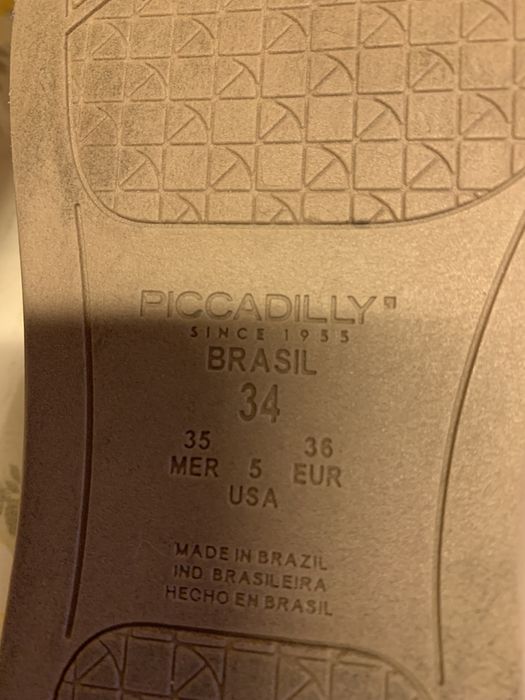 PICCADILLY
SINCE 1955
BRASIL
34
35 36
MER 5 EUR
USA
MADE IN BRAZIL
IND BRASILEIRA
HECHO EN BRASIL